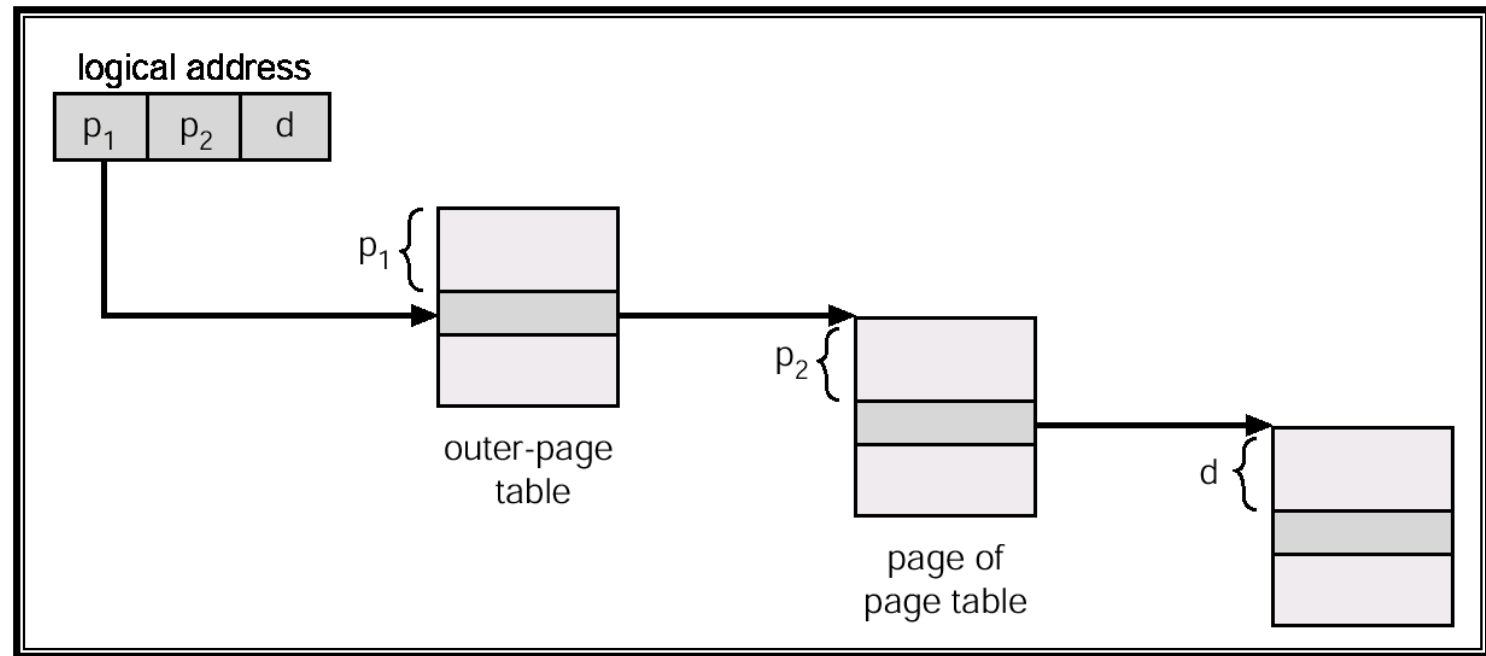 logical address
p₁ p₂ d
p₁
outer-page
table
p₂
page of
page table
d